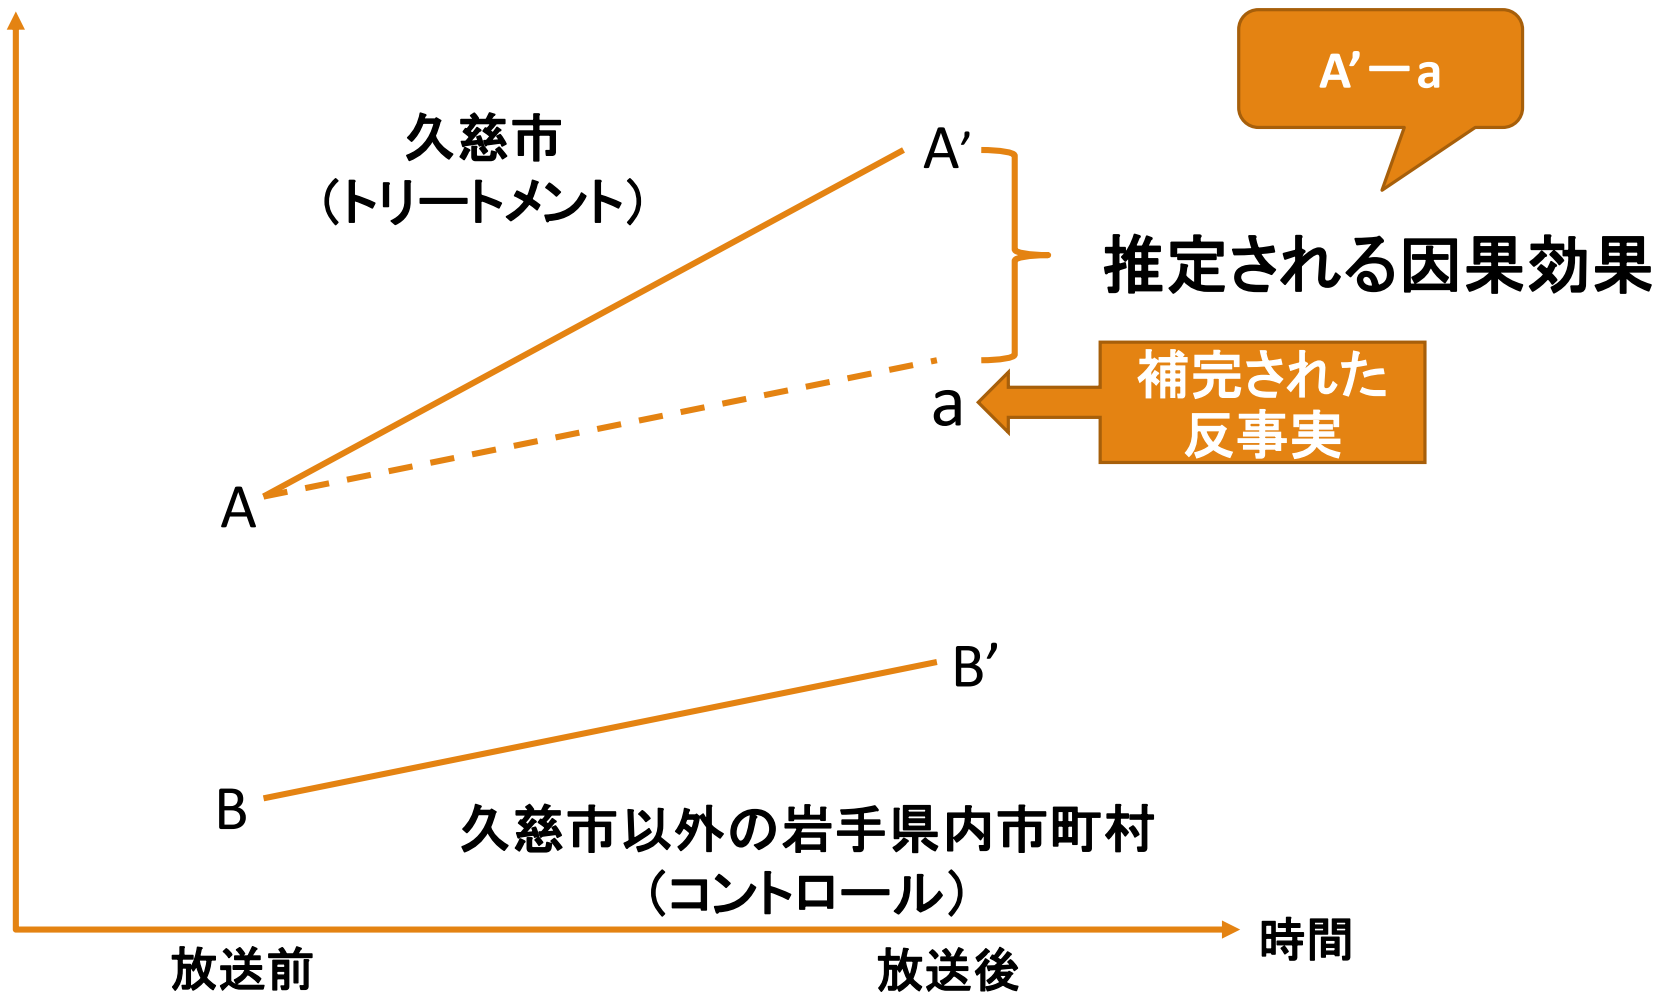 A’－a
久慈市
（トリートメント）
A’
推定される因果効果
補完された
反事実
a
A
B’
B
久慈市以外の岩手県内市町村
（コントロール）
時間
放送前
放送後